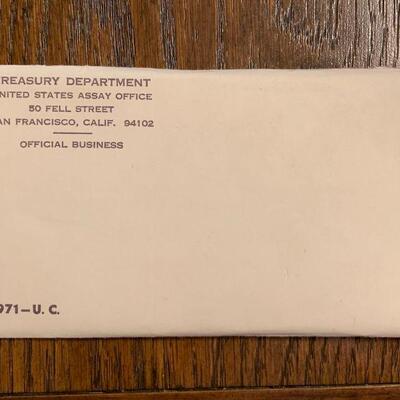 REASURY DEPARTMENT
NITED STATES ASSAY OFFICE
50 FELL STREET
AN FRANCISCO, CALIF. 94102
OFFICIAL BUSINESS
971—U. C.